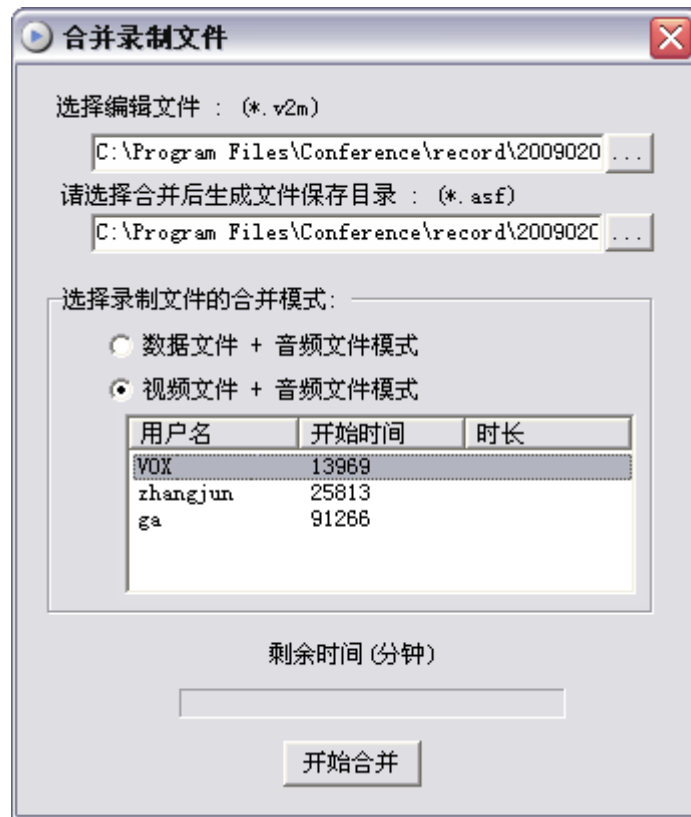 合并录制文件
选择编辑文件 : (*.v2m)
C:\Program Files\Conference\record\2009020
...
请选择合并后生成文件保存目录 : (*.asf)
C:\Program Files\Conference\record\200902
...
选择录制文件的合并模式:
数据文件 + 音频文件模式
视频文件 + 音频文件模式
用户名 开始时间 时长
VOX 13969
zhangjun 25813
ga 91266
剩余时间(分钟)
开始合并